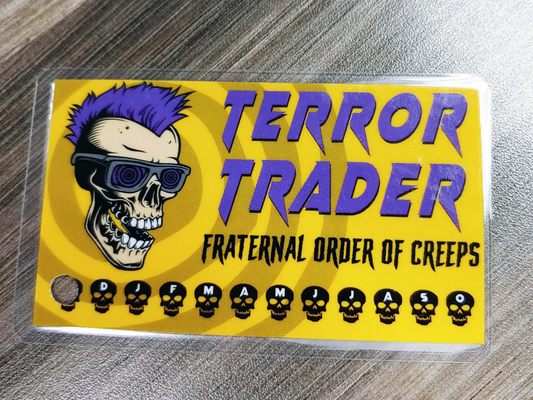 TERROR
TRADER
FRATERNAL ORDER OF CREEPS
D J F M A M J J A S O